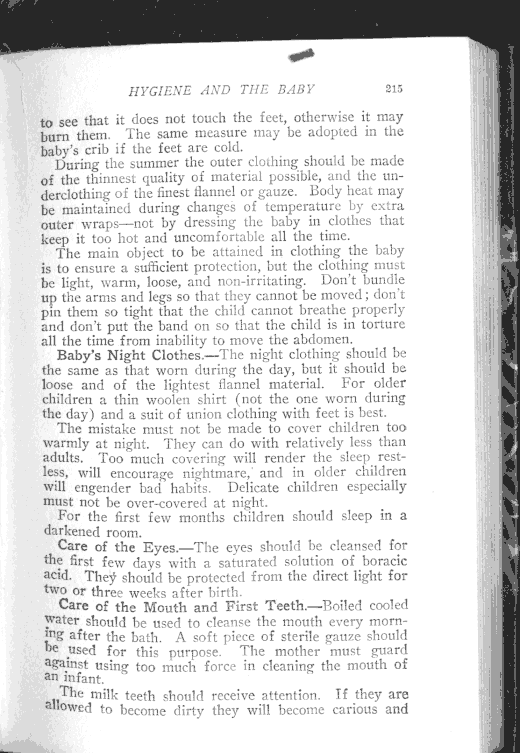 HYGIENE AND THE BABY 215
to see that it does not touch the feet, otherwise it may
burn them. The same measure may be adopted in the
baby's crib if the feet are cold.
During the summer the outer clothing should be made
of the thinnest quality of material possible, and the un-
derclothing of the finest flannel or gauze. Body heat may
be maintained during changes of temperature by extra
outer wraps—not by dressing the baby in clothes that
keep it too hot and uncomfortable all the time.
The main object to be attained in clothing the baby
is to ensure a sufficient protection, but the clothing must
be light, warm, loose, and non-irritating. Don't bundle
up the arms and legs so that they cannot be moved; don't
pin them so tight that the child cannot breathe properly
and don't put the band on so that the child is in torture
all the time from inability to move the abdomen.
Baby's Night Clothes.—The night clothing should be
the same as that worn during the day, but it should be
loose and of the lightest flannel material. For older
children a thin woolen shirt (not the one worn during
the day) and a suit of union clothing with feet is best.
The mistake must not be made to cover children too
warmly at night. They can do with relatively less than
adults. Too much covering will render the sleep rest-
less, will encourage nightmare, and in older children
will engender bad habits. Delicate children especially
must not be over-covered at night.
For the first few months children should sleep in a
darkened room.
Care of the Eyes.—The eyes should be cleansed for
the first few days with a saturated solution of boracic
acid. They should be protected from the direct light for
two or three weeks after birth.
Care of the Mouth and First Teeth.—Boiled cooled
water should be used to cleanse the mouth every morn-
ing after the bath. A soft piece of sterile gauze should
be used for this purpose. The mother must guard
against using too much force in cleaning the mouth of
an infant.
The milk teeth should receive attention. If they are
allowed to become dirty they will become carious and